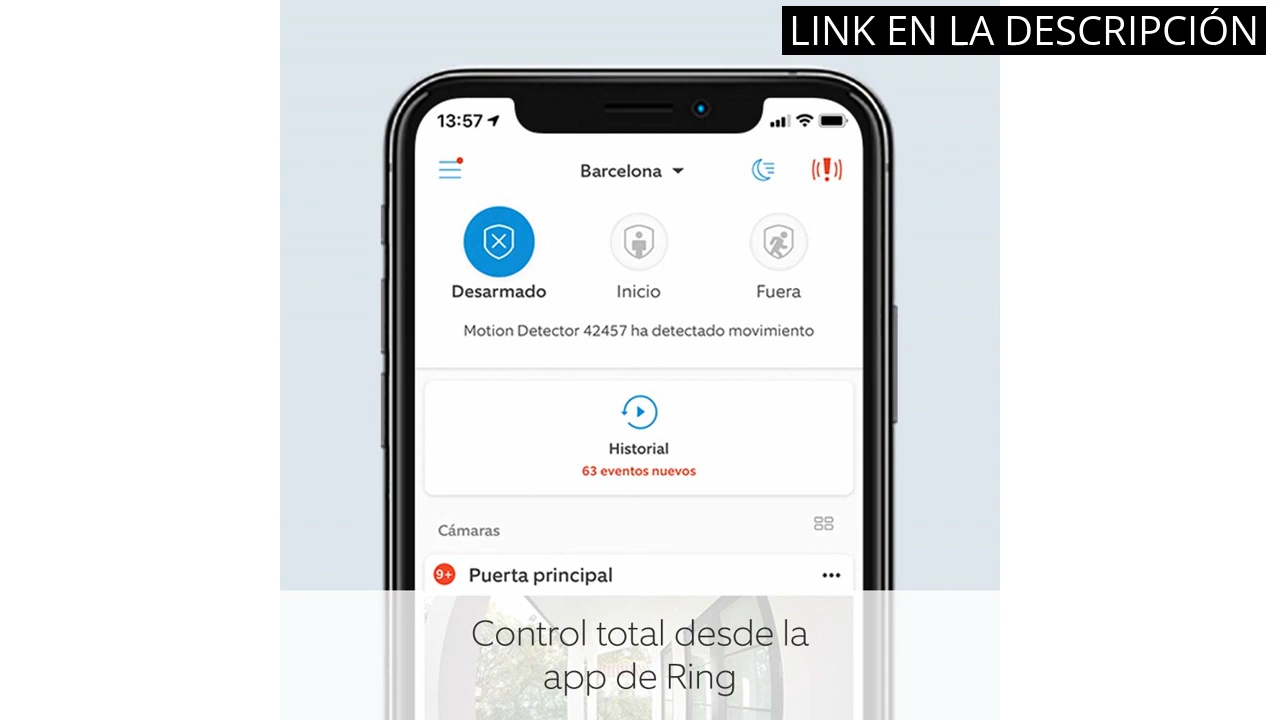 LINK EN LA DESCRIPCIÓN
13:57
Barcelona
Desarmado
Inicio
Fuera
Motion Detector 42457 ha detectado movimiento
Historial
63 eventos nuevos
Cámaras
9+ Puerta principal
Control total desde la
app de Ring